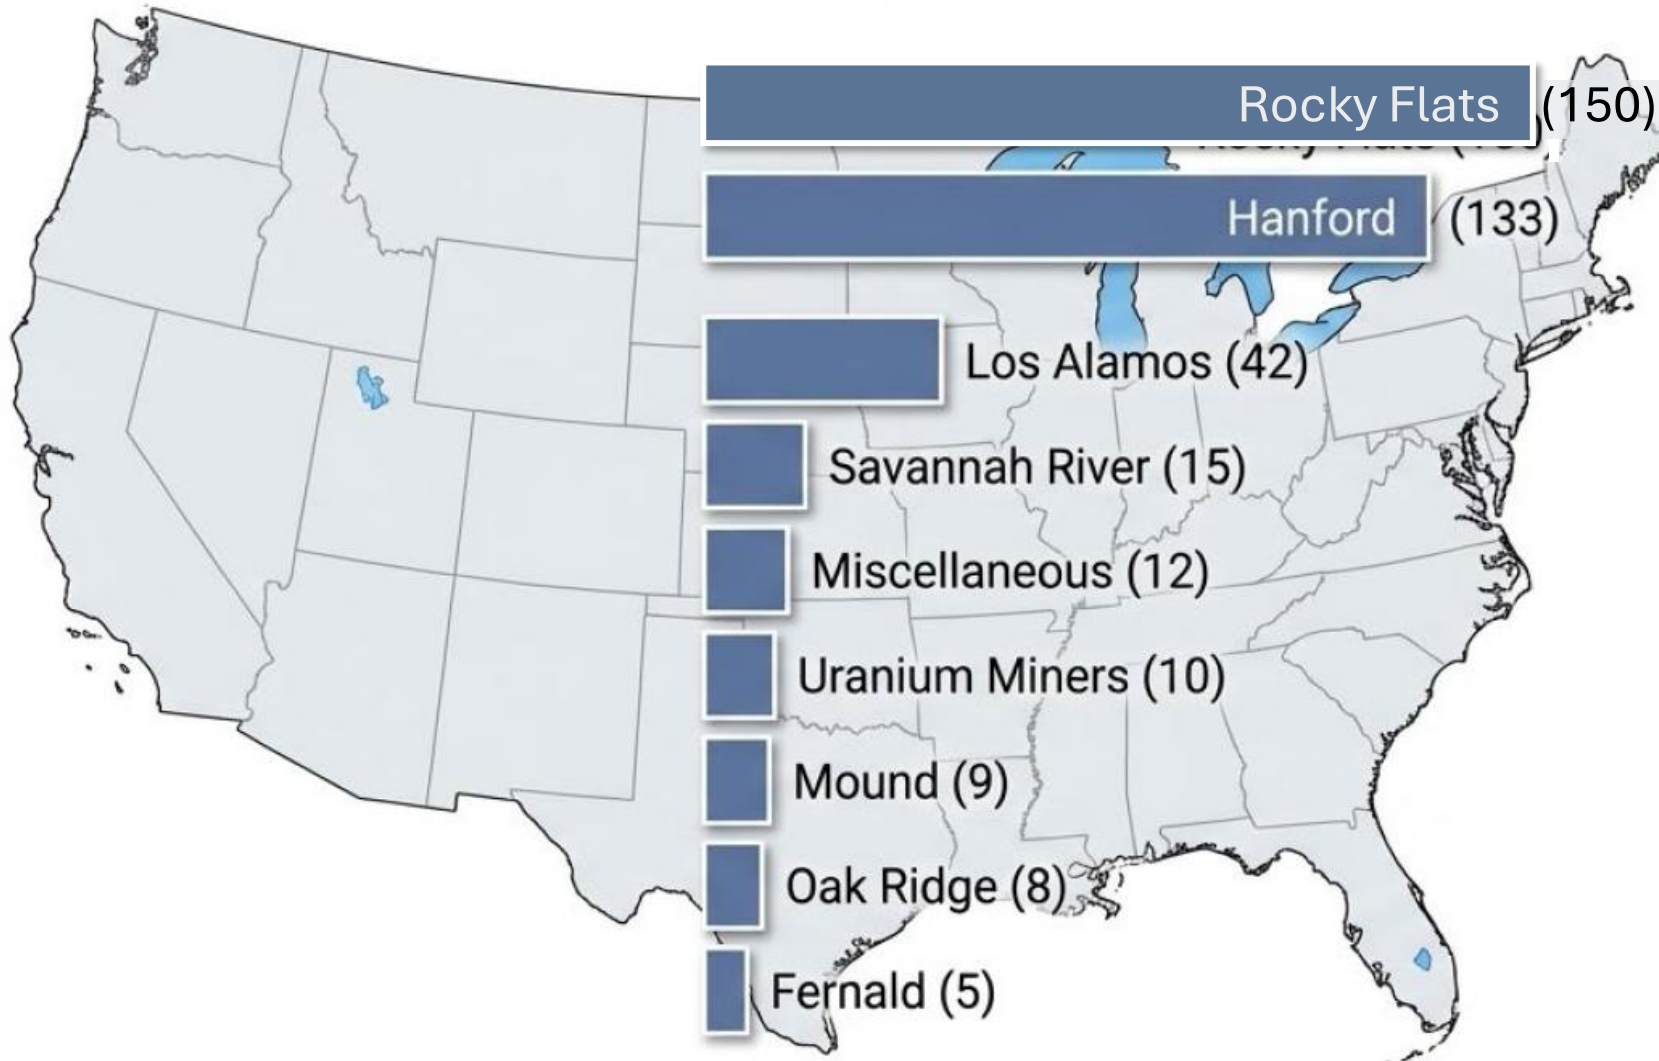 Rocky Flats (150)
Hanford (133)
Los Alamos (42)
Savannah River (15)
Miscellaneous (12)
Uranium Miners (10)
Mound (9)
Oak Ridge (8)
Fernald (5)